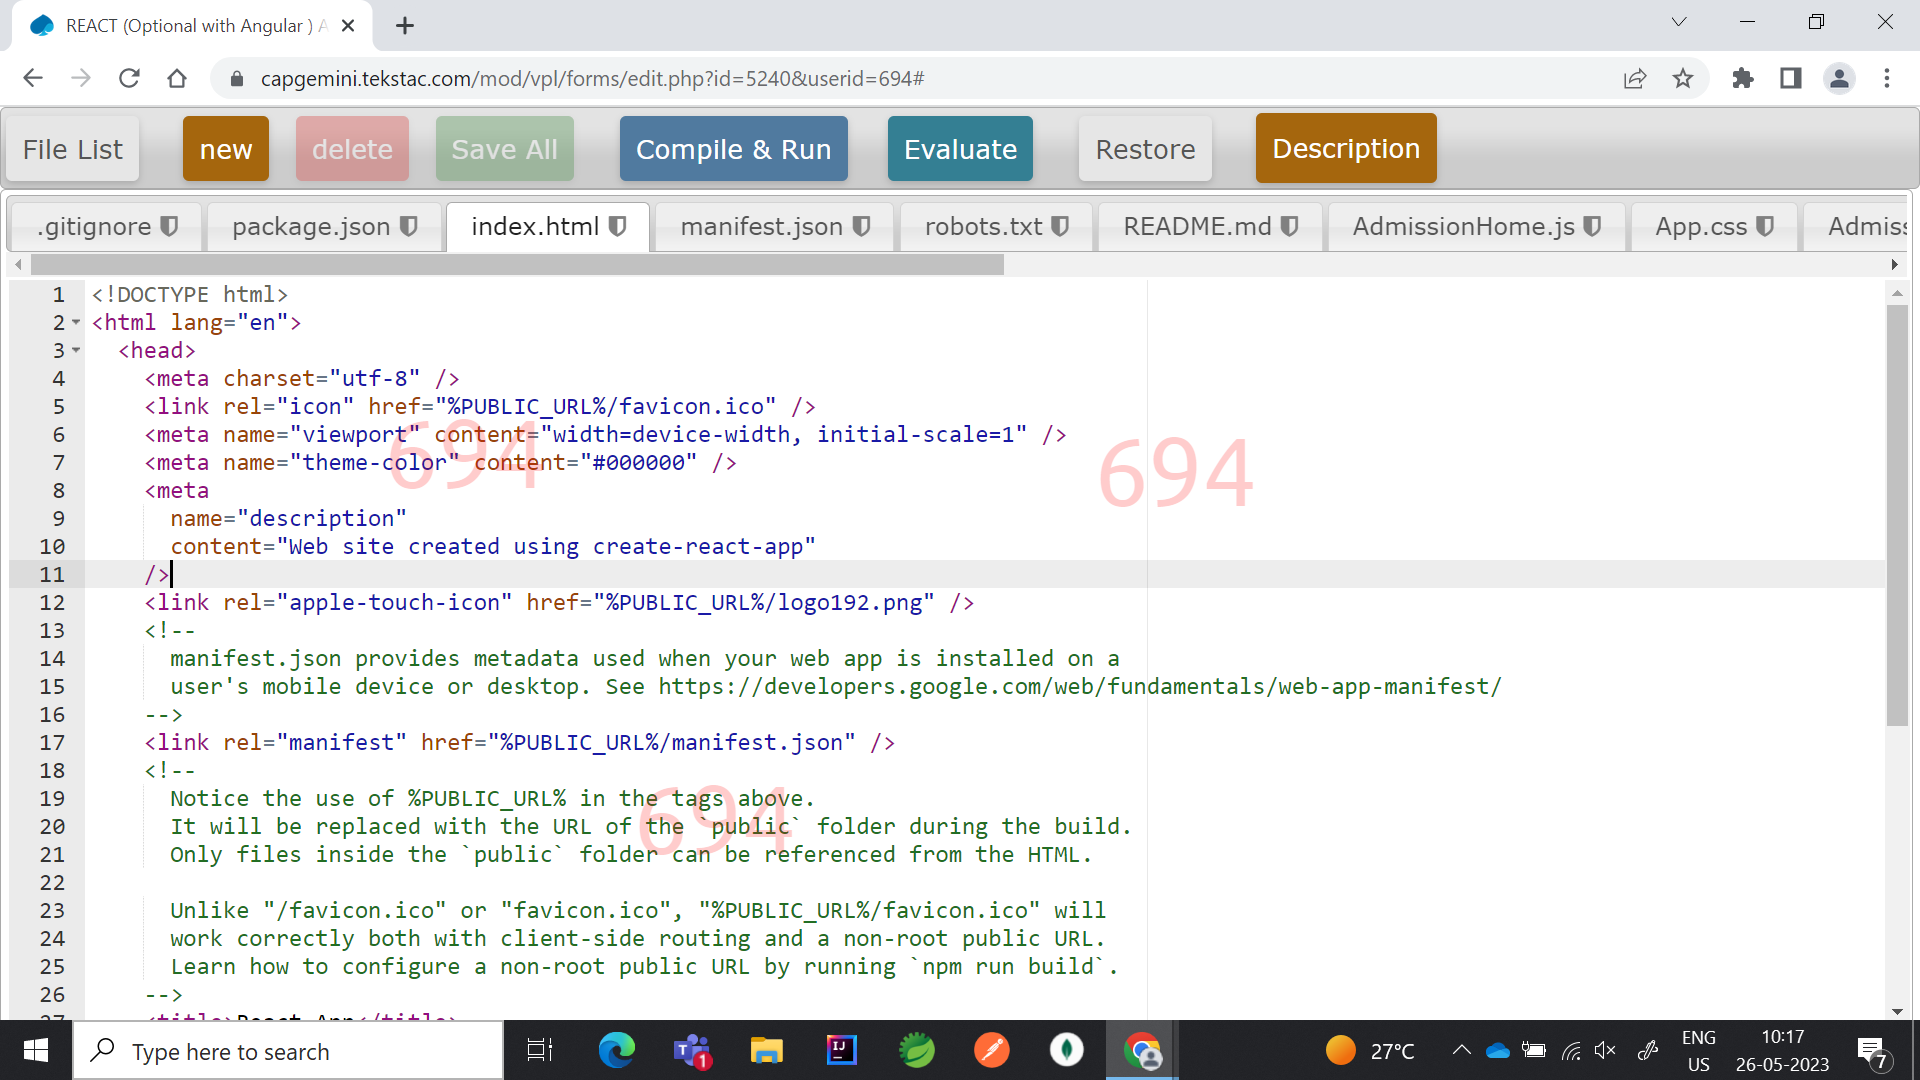 REACT (Optional with Angular ) A
capgemini.tekstac.com/mod/vpl/forms/edit.php?id=5240&userid=694#
File List new delete Save All Compile & Run Evaluate Restore Description
.gitignore package.json index.html manifest.json robots.txt README.md AdmissionHome.js App.css Admiss
1 <!DOCTYPE html>
2 <html lang="en">
3 <head>
4 <meta charset="utf-8" />
5 <link rel="icon" href="%PUBLIC_URL%/favicon.ico" />
6 <meta name="viewport" content="width=device-width, initial-scale=1" />
7 <meta name="theme-color" content="#000000" />
8 <meta
9 name="description"
10 content="Web site created using create-react-app"
11 />
12 <link rel="apple-touch-icon" href="%PUBLIC_URL%/logo192.png" />
13 <!--
14 manifest.json provides metadata used when your web app is installed on a
15 user's mobile device or desktop. See https://developers.google.com/web/fundamentals/web-app-manifest/
16 -->
17 <link rel="manifest" href="%PUBLIC_URL%/manifest.json" />
18 <!--
19 Notice the use of %PUBLIC_URL% in the tags above.
20 It will be replaced with the URL of the `public` folder during the build.
21 Only files inside the `public` folder can be referenced from the HTML.
22
23 Unlike "/favicon.ico" or "favicon.ico", "%PUBLIC_URL%/favicon.ico" will
24 work correctly both with client-side routing and a non-root public URL.
25 Learn how to configure a non-root public URL by running `npm run build`.
26 -->
27 <title>React App</title>
694
694
694
Type here to search
T 1
IJ
27°C
ENG
US
10:17
26-05-2023
7